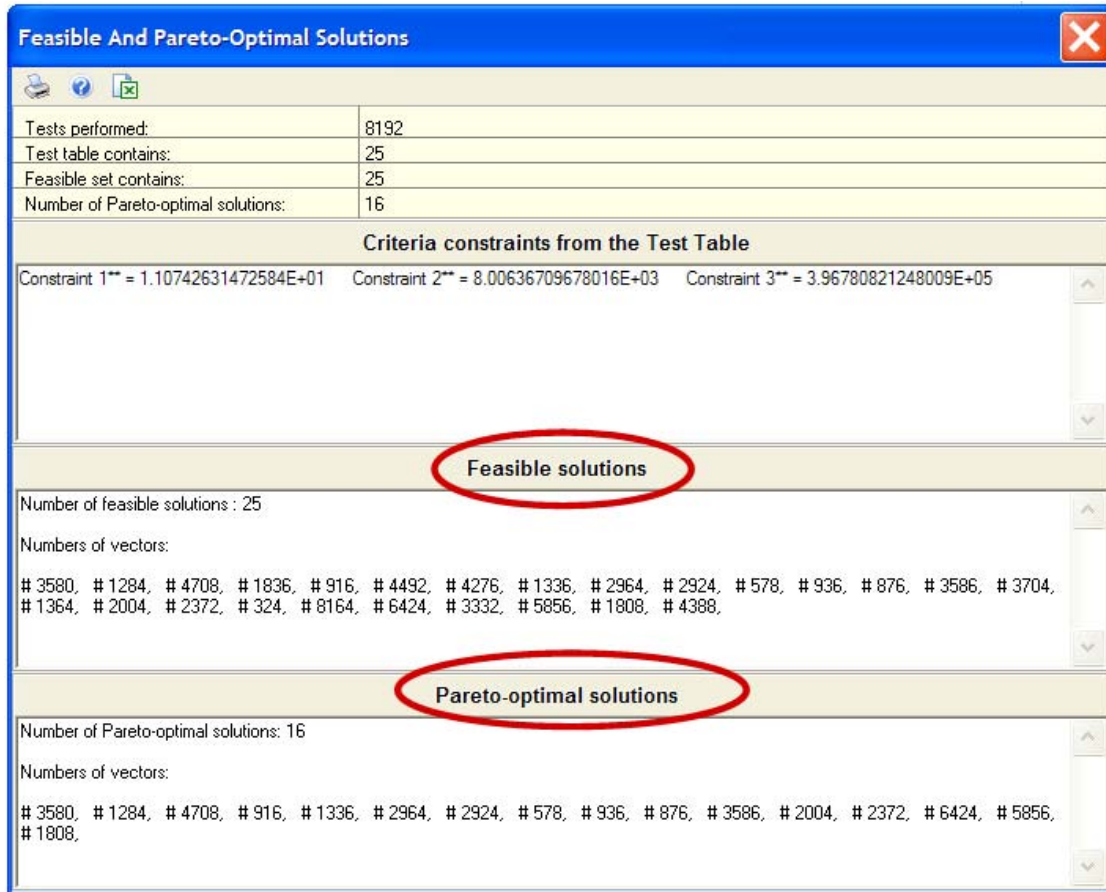 Feasible And Pareto-Optimal Solutions
Tests performed: 8192
Test table contains: 25
Feasible set contains: 25
Number of Pareto-optimal solutions: 16
Criteria constraints from the Test Table
Constraint 1** = 1.10742631472584E+01 Constraint 2** = 8.00636709678016E+03 Constraint 3** = 3.96780821248009E+05
Feasible solutions
Number of feasible solutions : 25
Numbers of vectors:
# 3580, # 1284, # 4708, # 1836, # 916, # 4492, # 4276, # 1336, # 2964, # 2924, # 578, # 936, # 876, # 3586, # 3704,
# 1364, # 2004, # 2372, # 324, # 8164, # 6424, # 3332, # 5856, # 1808, # 4388,
Pareto-optimal solutions
Number of Pareto-optimal solutions: 16
Numbers of vectors:
# 3580, # 1284, # 4708, # 916, # 1336, # 2964, # 2924, # 578, # 936, # 876, # 3586, # 2004, # 2372, # 6424, # 5856,
# 1808,